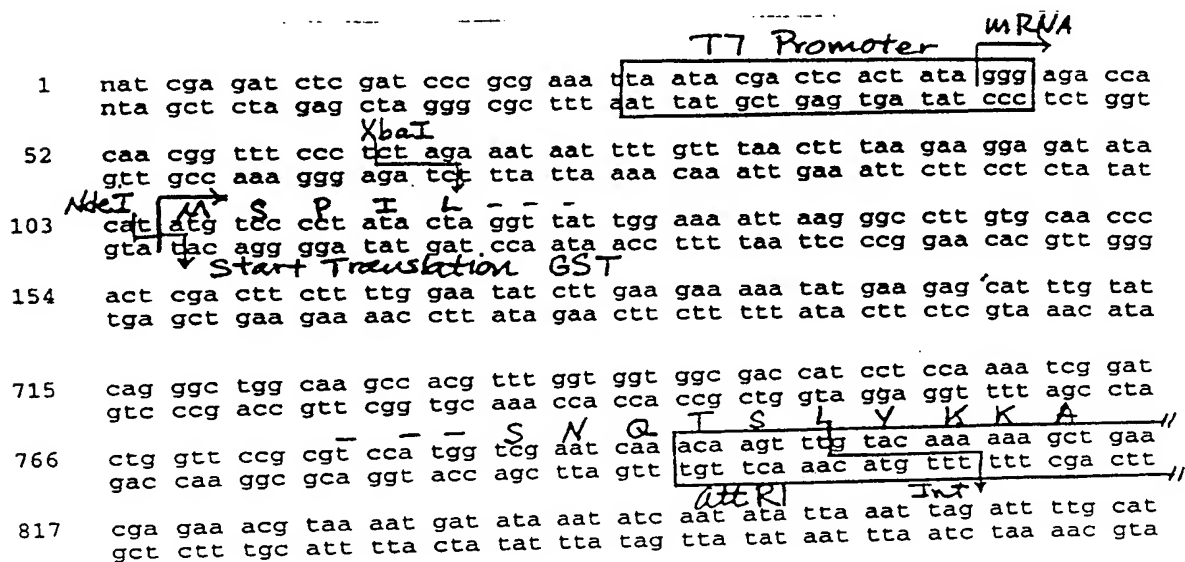 T7 Promoter mRNA
1 nat cga gat ctc gat ccc gcg aaa tta ata cga ctc act ata ggg aga cca
nta gct cta gag cta ggg cgc ttt aat tat gct gag tga tat ccc tct ggt
XbaI
52 caa cgg ttt ccc tct aga aat aat ttt gtt taa ctt taa gaa gga gat ata
gtt gcc aaa ggg aga tct tta tta aaa caa att gaa att ctt cct cta tat
NdeI M S P I L - - -
103 cat atg tcc cct ata cta ggt tat tgg aaa att aag ggc ctt gtg caa ccc
gta tac agg gga tat gat cca ata acc ttt taa ttc ccg gaa cac gtt ggg
Start Translation GST
154 act cga ctt ctt ttg gaa tat ctt gaa gaa aaa tat gaa gag cat ttg tat
tga gct gaa gaa aac ctt ata gaa ctt ctt ttt ata ctt ctc gta aac ata
715 cag ggc tgg caa gcc acg ttt ggt ggt ggc gac cat cct cca aaa tcg gat
gtc ccg acc gtt cgg tgc aaa cca cca ccg ctg gta gga ggt ttt agc cta
- - - S N Q T S L Y K K A
766 ctg gtt ccg cgt cca tgg tcg aat caa aca agt ttg tac aaa aaa gct gaa
gac caa ggc gca ggt acc agc tta gtt tgt tca aac atg ttt ttt cga ctt
attR1 Int
817 cga gaa acg taa aat gat ata aat atc aat ata tta aat tag att ttg cat
gct ctt tgc att tta cta tat tta tag tta tat aat tta atc taa aac gta